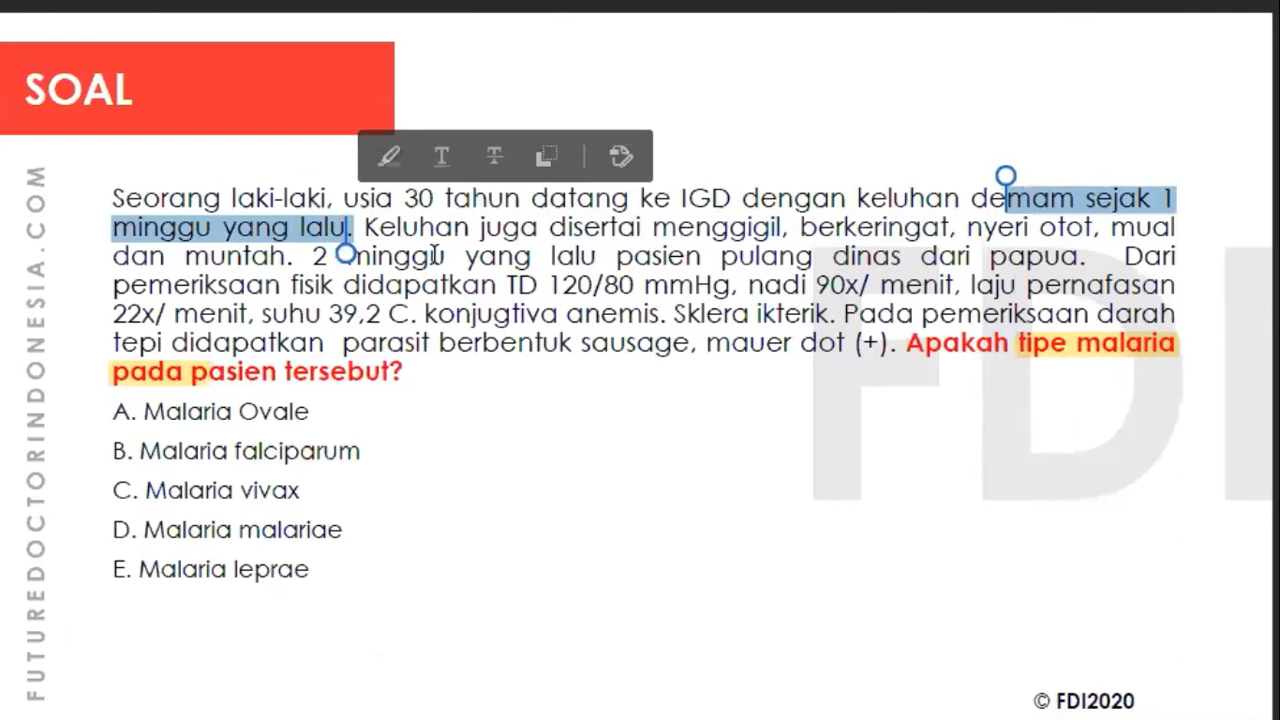 SOAL
Seorang laki-laki, usia 30 tahun datang ke IGD dengan keluhan demam sejak 1
minggu yang lalu. Keluhan juga disertai menggigil, berkeringat, nyeri otot, mual
dan muntah. 2 minggu yang lalu pasien pulang dinas dari papua. Dari
pemeriksaan fisik didapatkan TD 120/80 mmHg, nadi 90x/ menit, laju pernafasan
22x/ menit, suhu 39,2 C. konjugtiva anemis. Sklera ikterik. Pada pemeriksaan darah
tepi didapatkan parasit berbentuk sausage, mauer dot (+). Apakah tipe malaria
pada pasien tersebut?
A. Malaria Ovale
B. Malaria falciparum
C. Malaria vivax
D. Malaria malariae
E. Malaria leprae
FUTUREDOCTORINDONESIA.COM
FDI
© FDI2020